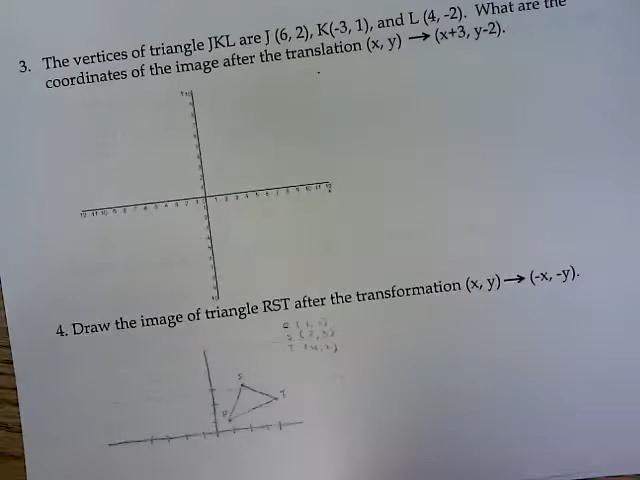 3. The vertices of triangle JKL are J (6, 2), K(-3, 1), and L (4, -2). What are the
coordinates of the image after the translation (x, y) → (x+3, y-2).
4. Draw the image of triangle RST after the transformation (x, y) → (-x, -y).
S
T
R